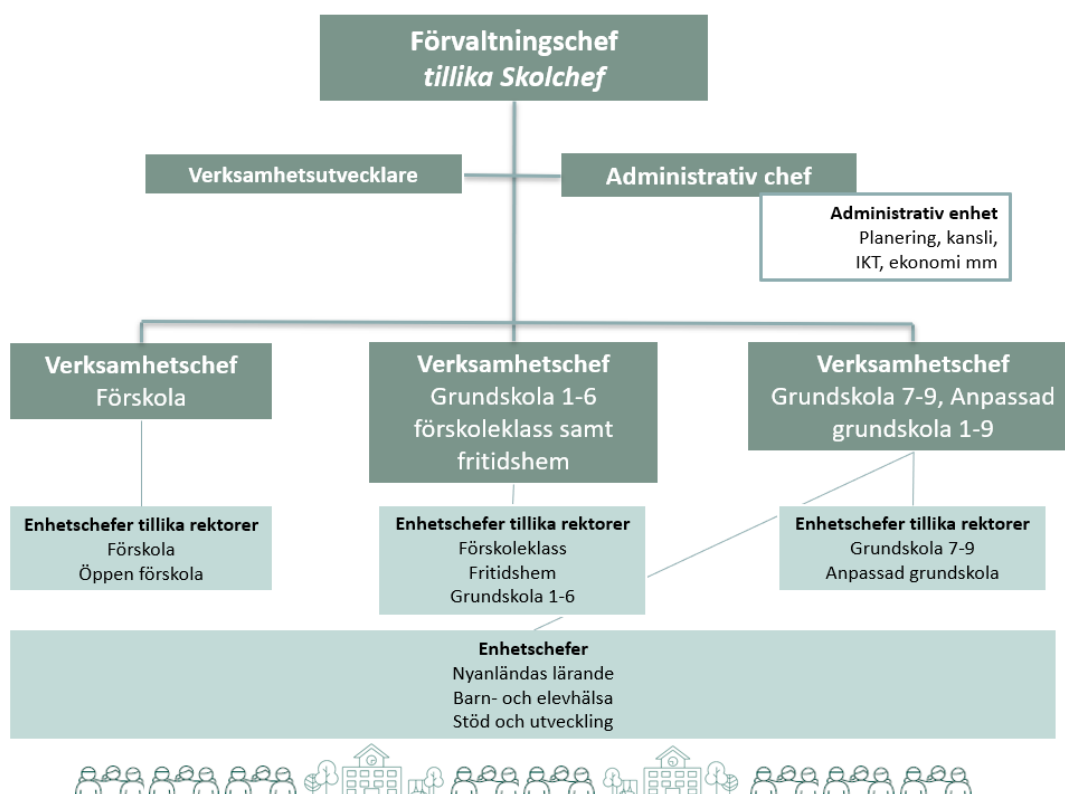 Förvaltningschef
tillika Skolchef
Verksamhetsutvecklare
Administrativ chef
Administrativ enhet
Planering, kansli,
IKT, ekonomi mm
Verksamhetschef
Förskola
Verksamhetschef
Grundskola 1-6
förskoleklass samt
fritidshem
Verksamhetschef
Grundskola 7-9, Anpassad
grundskola 1-9
Enhetschefer tillika rektorer
Förskola
Öppen förskola
Enhetschefer tillika rektorer
Förskoleklass
Fritidshem
Grundskola 1-6
Enhetschefer tillika rektorer
Grundskola 7-9
Anpassad grundskola
Enhetschefer
Nyanländas lärande
Barn- och elevhälsa
Stöd och utveckling